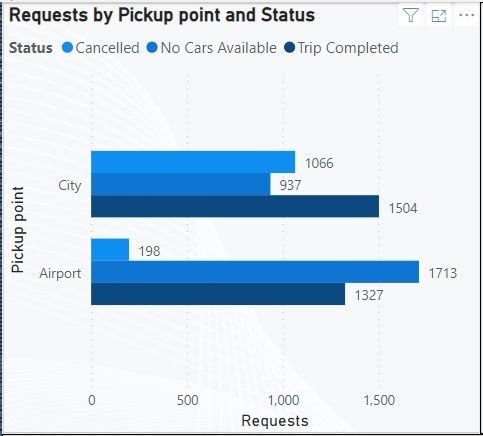 Requests by Pickup point and Status
Status Cancelled No Cars Available Trip Completed
Pickup point
City
1066
937
1504
Airport
198
1713
1327
0 500 1,000 1,500
Requests